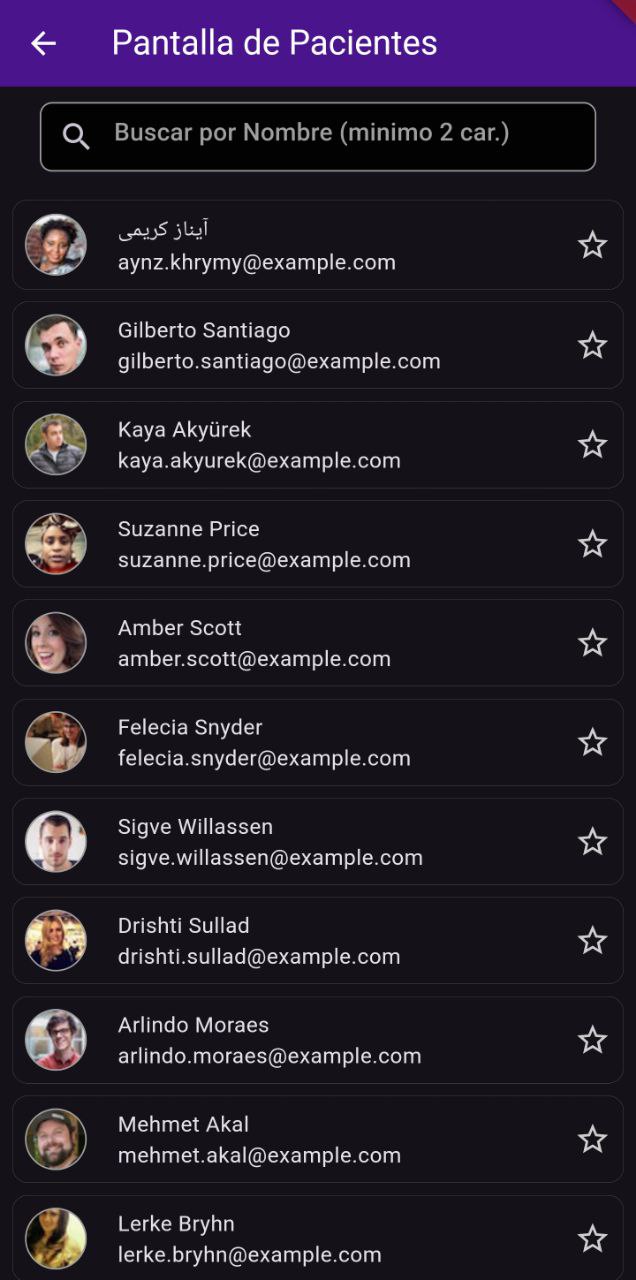 Pantalla de Pacientes
Buscar por Nombre (minimo 2 car.)
آیناز کریمی
aynz.khrymy@example.com
Gilberto Santiago
gilberto.santiago@example.com
Kaya Akyürek
kaya.akyurek@example.com
Suzanne Price
suzanne.price@example.com
Amber Scott
amber.scott@example.com
Felecia Snyder
felecia.snyder@example.com
Sigve Willassen
sigve.willassen@example.com
Drishti Sullad
drishti.sullad@example.com
Arlindo Moraes
arlindo.moraes@example.com
Mehmet Akal
mehmet.akal@example.com
Lerke Bryhn
lerke.bryhn@example.com